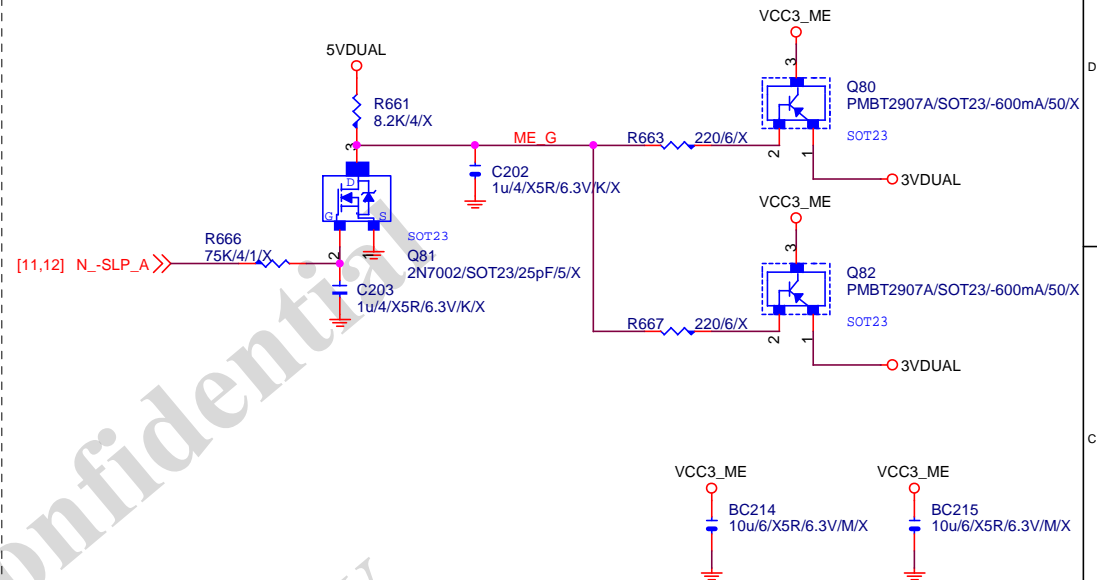 VCC3_ME
5VDUAL
D
3
Q80
PMBT2907A/SOT23/-600mA/50/X
R661
8.2K/4/X
SOT23
3
ME_G
R663
220/6/X
2
1
D
G
S
C202
1u/4/X5R/6.3V/K/X
3VDUAL
VCC3_ME
R666
75K/4/1/X
SOT23
3
[11,12] N_-SLP_A
2
1
Q81
2N7002/SOT23/25pF/5/X
Q82
PMBT2907A/SOT23/-600mA/50/X
C203
1u/4/X5R/6.3V/K/X
R667
220/6/X
SOT23
2
1
3VDUAL
C
VCC3_ME
VCC3_ME
BC214
10u/6/X5R/6.3V/M/X
BC215
10u/6/X5R/6.3V/M/X
onfidential